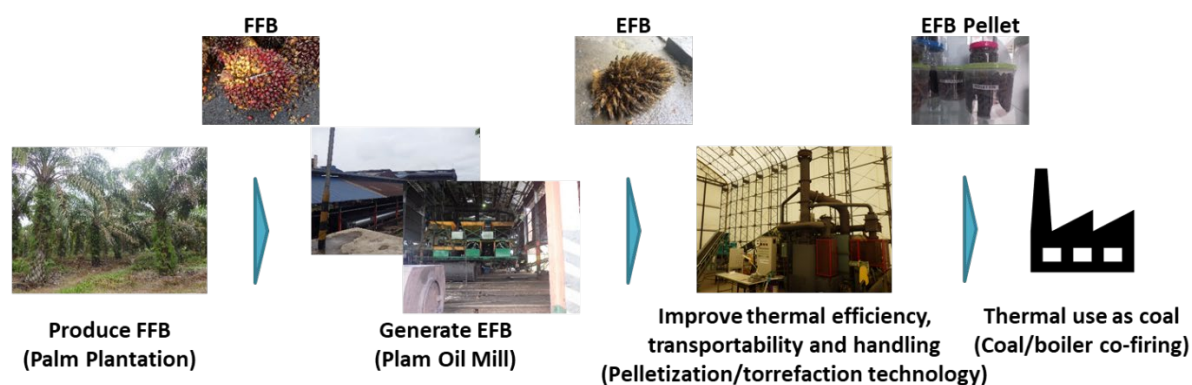 FFB
EFB
EFB Pellet
Produce FFB
(Palm Plantation)
Generate EFB
(Plam Oil Mill)
Improve thermal efficiency,
transportability and handling
(Pelletization/torrefaction technology)
Thermal use as coal
(Coal/boiler co-firing)